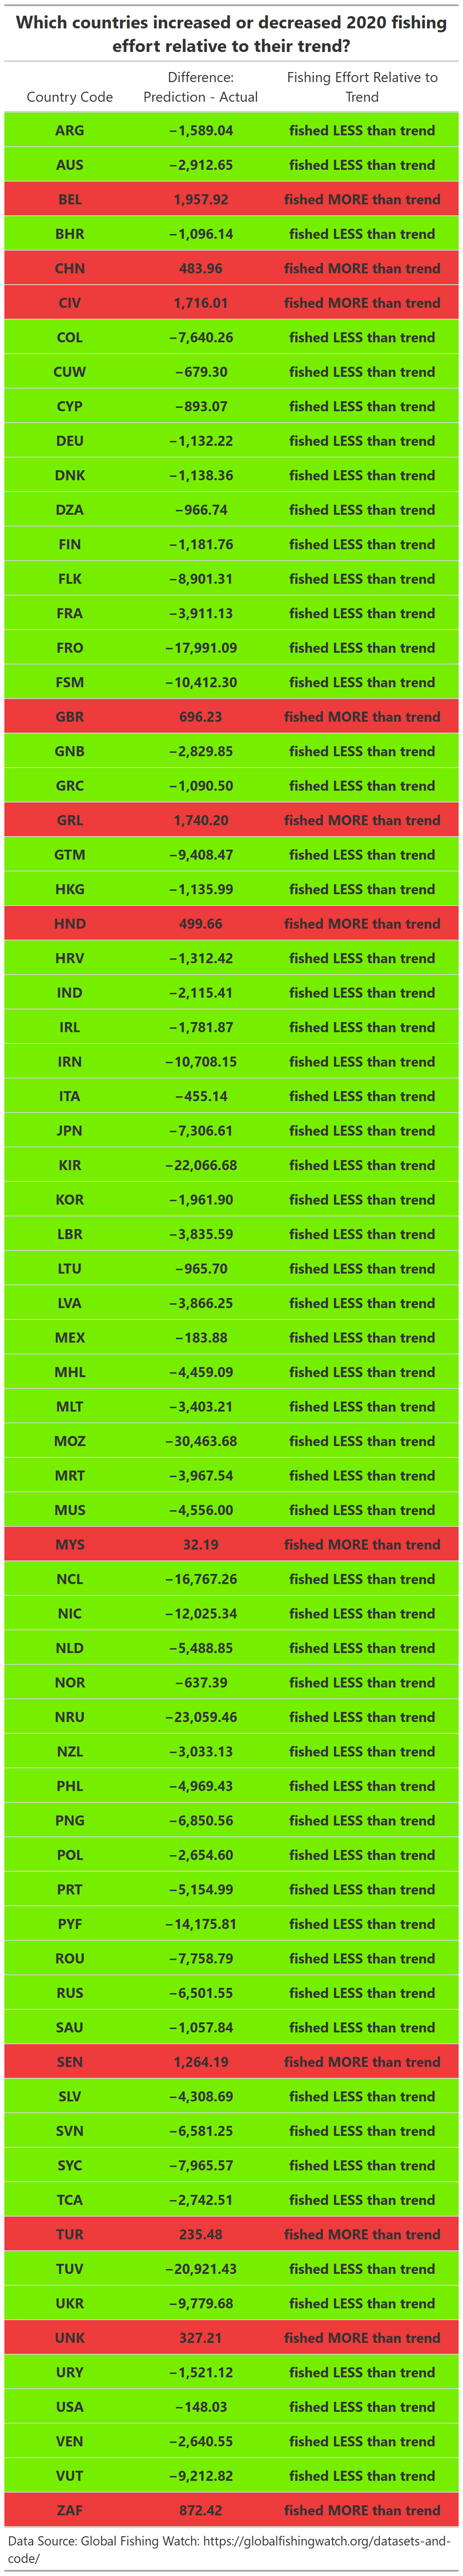 Which countries increased or decreased 2020 fishing
effort relative to their trend?
Country Code Difference: Prediction - Actual Fishing Effort Relative to Trend
ARG −1,589.04 fished LESS than trend
AUS −2,912.65 fished LESS than trend
BEL 1,957.92 fished MORE than trend
BHR −1,096.14 fished LESS than trend
CHN 483.96 fished MORE than trend
CIV 1,716.01 fished MORE than trend
COL −7,640.26 fished LESS than trend
CUW −679.30 fished LESS than trend
CYP −893.07 fished LESS than trend
DEU −1,132.22 fished LESS than trend
DNK −1,138.36 fished LESS than trend
DZA −966.74 fished LESS than trend
FIN −1,181.76 fished LESS than trend
FLK −8,901.31 fished LESS than trend
FRA −3,911.13 fished LESS than trend
FRO −17,991.09 fished LESS than trend
FSM −10,412.30 fished LESS than trend
GBR 696.23 fished MORE than trend
GNB −2,829.85 fished LESS than trend
GRC −1,090.50 fished LESS than trend
GRL 1,740.20 fished MORE than trend
GTM −9,408.47 fished LESS than trend
HKG −1,135.99 fished LESS than trend
HND 499.66 fished MORE than trend
HRV −1,312.42 fished LESS than trend
IND −2,115.41 fished LESS than trend
IRL −1,781.87 fished LESS than trend
IRN −10,708.15 fished LESS than trend
ITA −455.14 fished LESS than trend
JPN −7,306.61 fished LESS than trend
KIR −22,066.68 fished LESS than trend
KOR −1,961.90 fished LESS than trend
LBR −3,835.59 fished LESS than trend
LTU −965.70 fished LESS than trend
LVA −3,866.25 fished LESS than trend
MEX −183.88 fished LESS than trend
MHL −4,459.09 fished LESS than trend
MLT −3,403.21 fished LESS than trend
MOZ −30,463.68 fished LESS than trend
MRT −3,967.54 fished LESS than trend
MUS −4,556.00 fished LESS than trend
MYS 32.19 fished MORE than trend
NCL −16,767.26 fished LESS than trend
NIC −12,025.34 fished LESS than trend
NLD −5,488.85 fished LESS than trend
NOR −637.39 fished LESS than trend
NRU −23,059.46 fished LESS than trend
NZL −3,033.13 fished LESS than trend
PHL −4,969.43 fished LESS than trend
PNG −6,850.56 fished LESS than trend
POL −2,654.60 fished LESS than trend
PRT −5,154.99 fished LESS than trend
PYF −14,175.81 fished LESS than trend
ROU −7,758.79 fished LESS than trend
RUS −6,501.55 fished LESS than trend
SAU −1,057.84 fished LESS than trend
SEN 1,264.19 fished MORE than trend
SLV −4,308.69 fished LESS than trend
SVN −6,581.25 fished LESS than trend
SYC −7,965.57 fished LESS than trend
TCA −2,742.51 fished LESS than trend
TUR 235.48 fished MORE than trend
TUV −20,921.43 fished LESS than trend
UKR −9,779.68 fished LESS than trend
UNK 327.21 fished MORE than trend
URY −1,521.12 fished LESS than trend
USA −148.03 fished LESS than trend
VEN −2,640.55 fished LESS than trend
VUT −9,212.82 fished LESS than trend
ZAF 872.42 fished MORE than trend
Data Source: Global Fishing Watch: https://globalfishingwatch.org/datasets-and-
code/